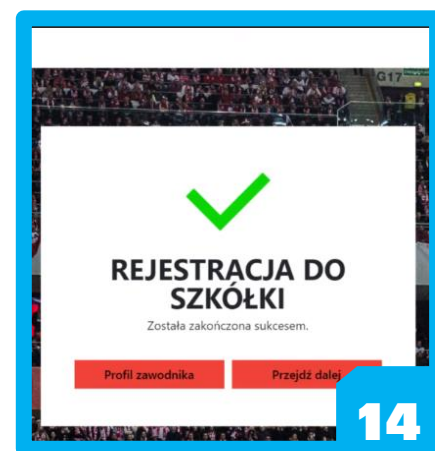 G17
REJESTRACJA DO
SZKÓŁKI
Została zakończona sukcesem.
Profil zawodnika
Przejdź dalej
14